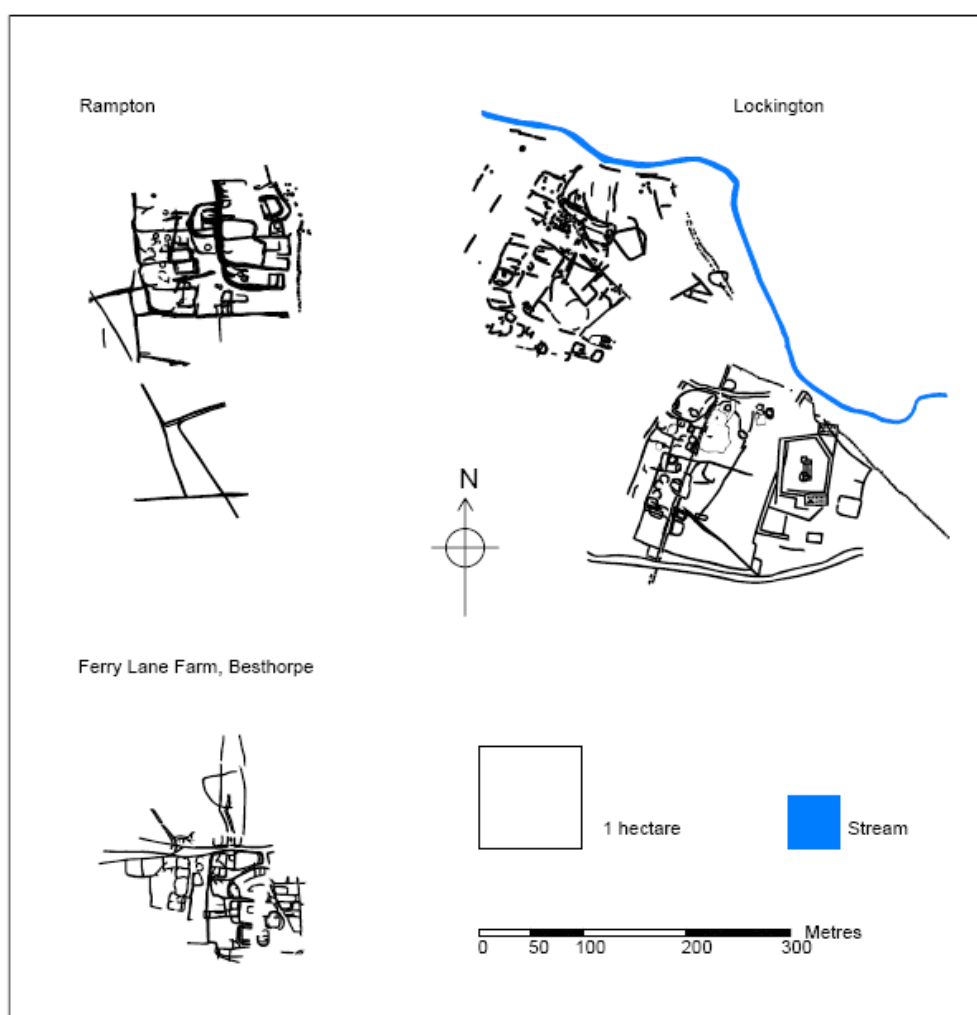 Rampton
Lockington
N
Ferry Lane Farm, Besthorpe
1 hectare
Stream
Metres
0 50 100 200 300